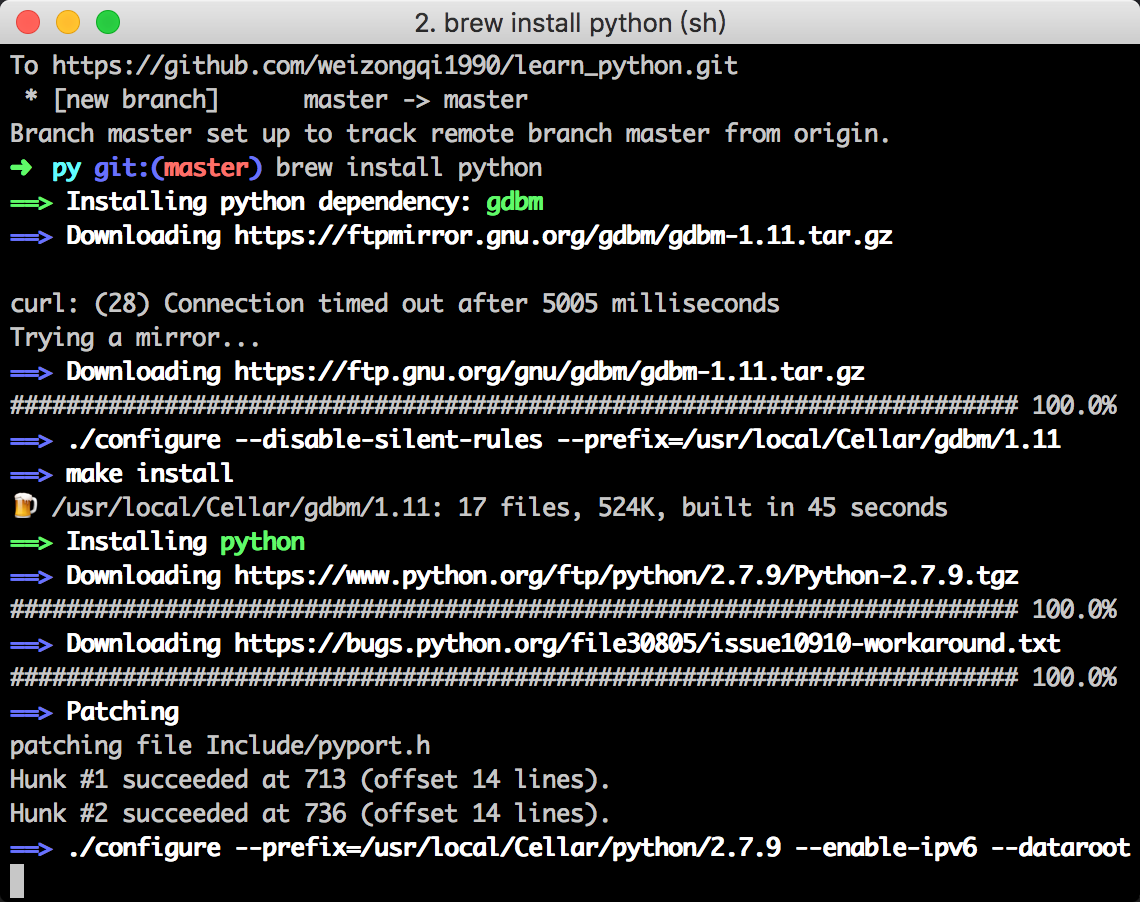 2. brew install python (sh)
To https://github.com/weizongqi1990/learn_python.git
 * [new branch]      master -> master
Branch master set up to track remote branch master from origin.
➜  py git:(master) brew install python
==> Installing python dependency: gdbm
==> Downloading https://ftpmirror.gnu.org/gdbm/gdbm-1.11.tar.gz
curl: (28) Connection timed out after 5005 milliseconds
Trying a mirror...
==> Downloading https://ftp.gnu.org/gnu/gdbm/gdbm-1.11.tar.gz
######################################################################## 100.0%
==> ./configure --disable-silent-rules --prefix=/usr/local/Cellar/gdbm/1.11
==> make install
🍺 /usr/local/Cellar/gdbm/1.11: 17 files, 524K, built in 45 seconds
==> Installing python
==> Downloading https://www.python.org/ftp/python/2.7.9/Python-2.7.9.tgz
######################################################################## 100.0%
==> Downloading https://bugs.python.org/file30805/issue10910-workaround.txt
######################################################################## 100.0%
==> Patching
patching file Include/pyport.h
Hunk #1 succeeded at 713 (offset 14 lines).
Hunk #2 succeeded at 736 (offset 14 lines).
==> ./configure --prefix=/usr/local/Cellar/python/2.7.9 --enable-ipv6 --dataroot